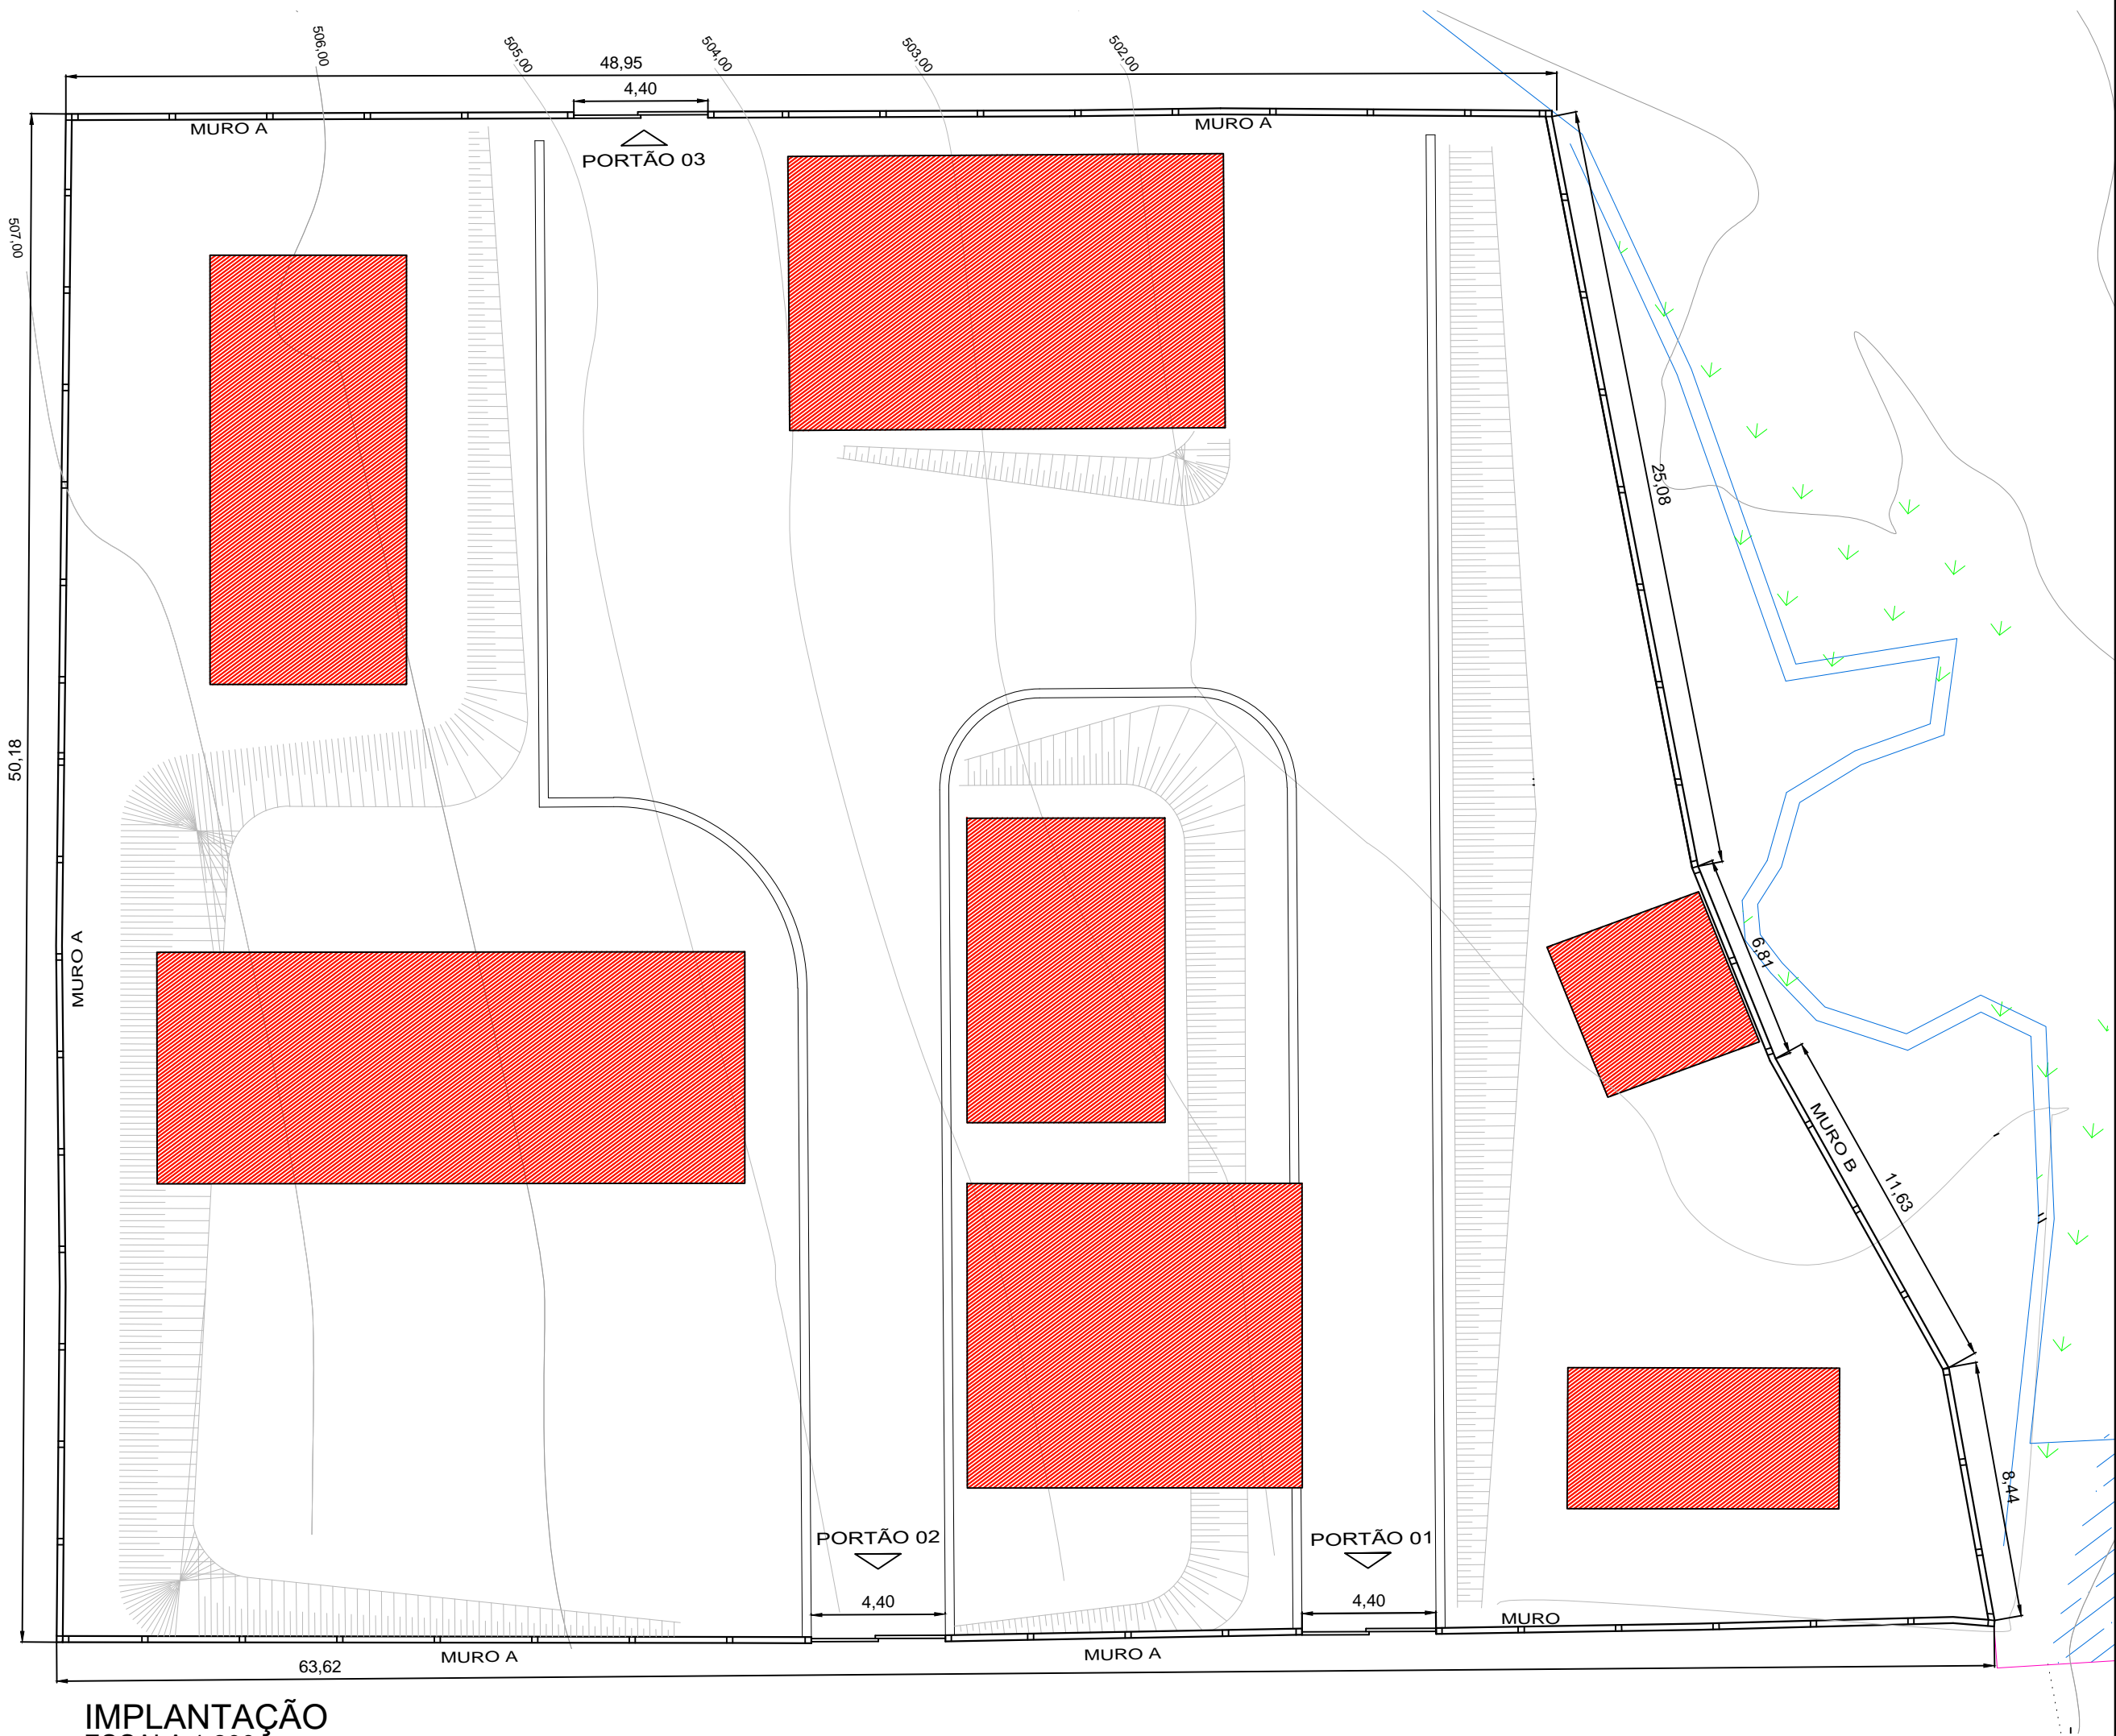 506,00
505,00
504,00
503,00
502,00
48,95
4,40
MURO A
MURO A
PORTÃO 03
507,00
25,08
50,18
MURO A
6,81
MURO B
11,63
8,44
PORTÃO 02
PORTÃO 01
4,40
4,40
MURO
MURO A
MURO A
63,62
IMPLANTAÇÃO